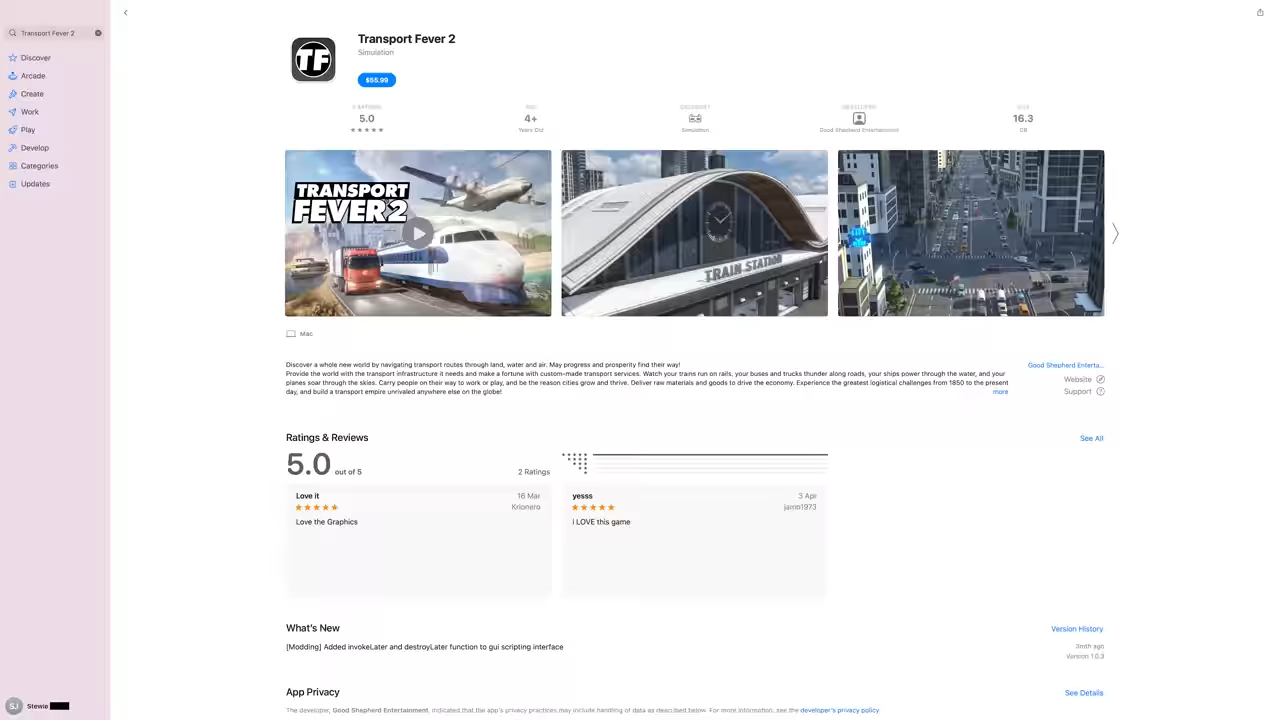 Transport Fever 2
Discover
Arcade
Create
Work
Play
Develop
Categories
Updates
SJ
Stewie
TF
Transport Fever 2
Simulation
$55.99
5.0
★★★★★
4+
Years Old
Simulation
Good Shepherd Entertainment
16.3
GB
TRANSPORT
FEVER 2
TRAIN STATION
Mac
Discover a whole new world by navigating transport routes through land, water and air. May progress and prosperity find their way!
Provide the world with the transport infrastructure it needs and make a fortune with custom-made transport services. Watch your trains run on rails, your buses and trucks thunder along roads, your ships power through the water, and your
planes soar through the skies. Carry people on their way to work or play, and be the reason cities grow and thrive. Deliver raw materials and goods to drive the economy. Experience the greatest logistical challenges from 1850 to the present
day, and build a transport empire unrivaled anywhere else on the globe!
more
Good Shepherd Enterta...
Website
Support
Ratings & Reviews
See All
5.0 out of 5
2 Ratings
Love it
16 Mar
★★★★★
Krionero
Love the Graphics
yesss
3 Apr
★★★★★
i LOVE this game
What's New
Version History
[Modding] Added invokeLater and destroyLater function to gui scripting interface
3mth ago
Version 1.0.3
App Privacy
See Details
The developer, Good Shepherd Entertainment, indicated that the app's privacy practices may include handling of data as described below. For more information, see the developer's privacy policy.